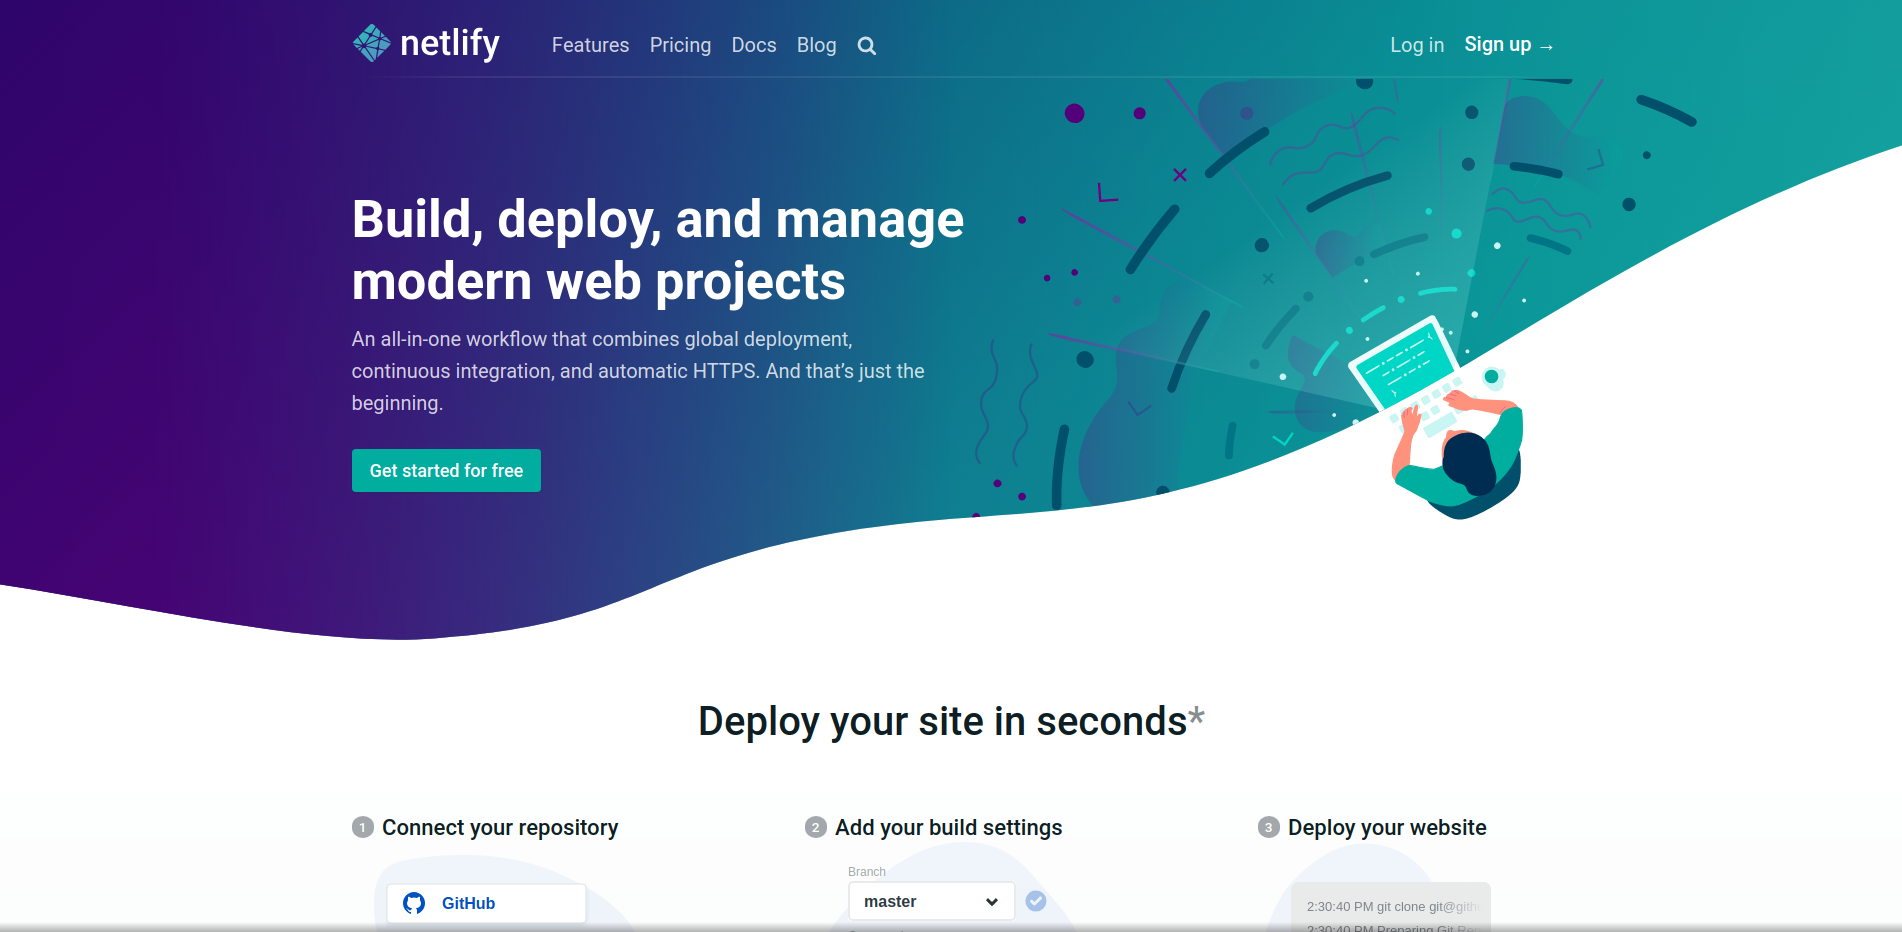 netlify
Features Pricing Docs Blog
Log in Sign up →
Build, deploy, and manage
modern web projects
An all-in-one workflow that combines global deployment,
continuous integration, and automatic HTTPS. And that’s just the
beginning.
Get started for free
Deploy your site in seconds*
1 Connect your repository
GitHub
2 Add your build settings
Branch
master
3 Deploy your website
2:30:40 PM git clone git@gith
2:30:40 PM Preparing Git